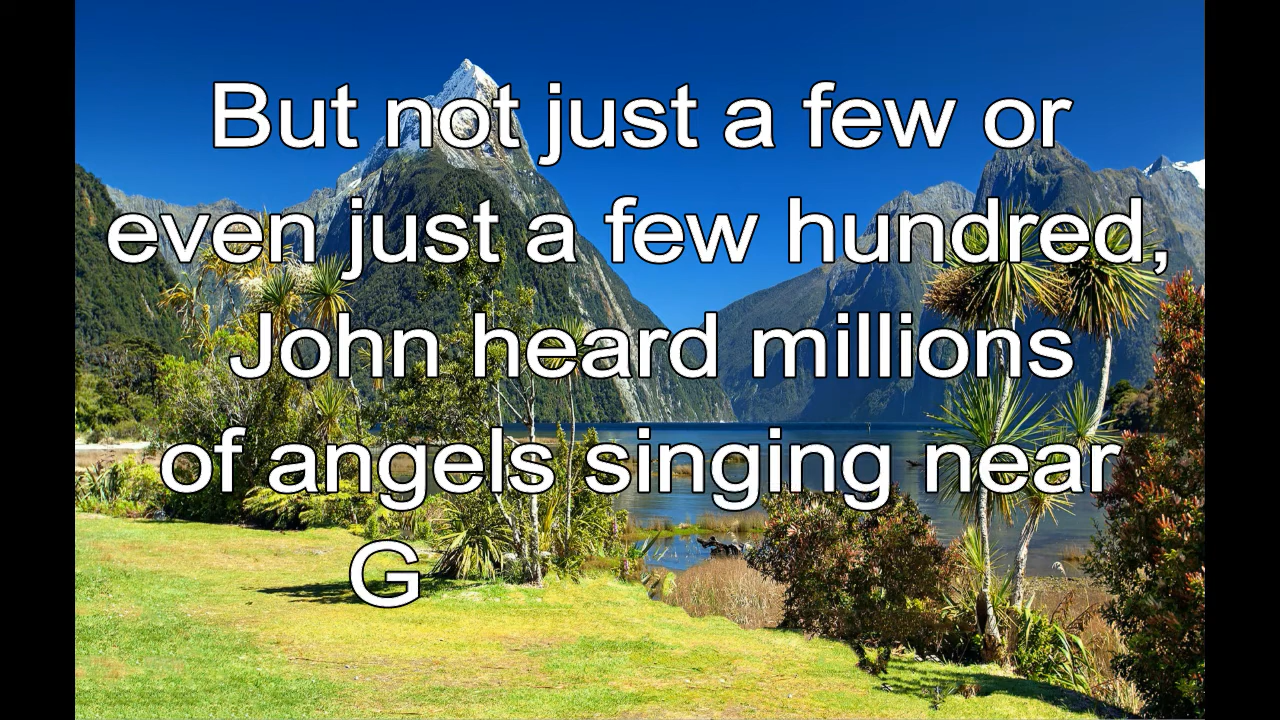 But not just a few or
even just a few hundred,
John heard millions
of angels singing near
G